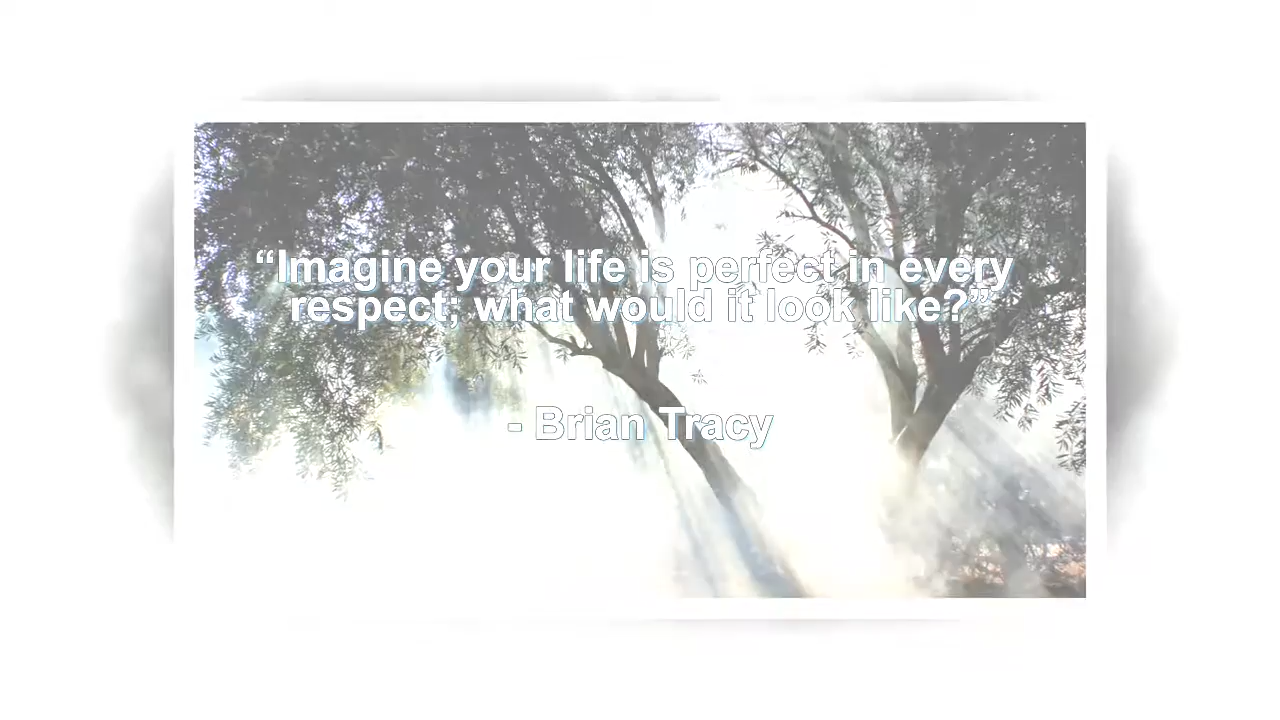 “Imagine your life is perfect in every
respect; what would it look like?”
- Brian Tracy